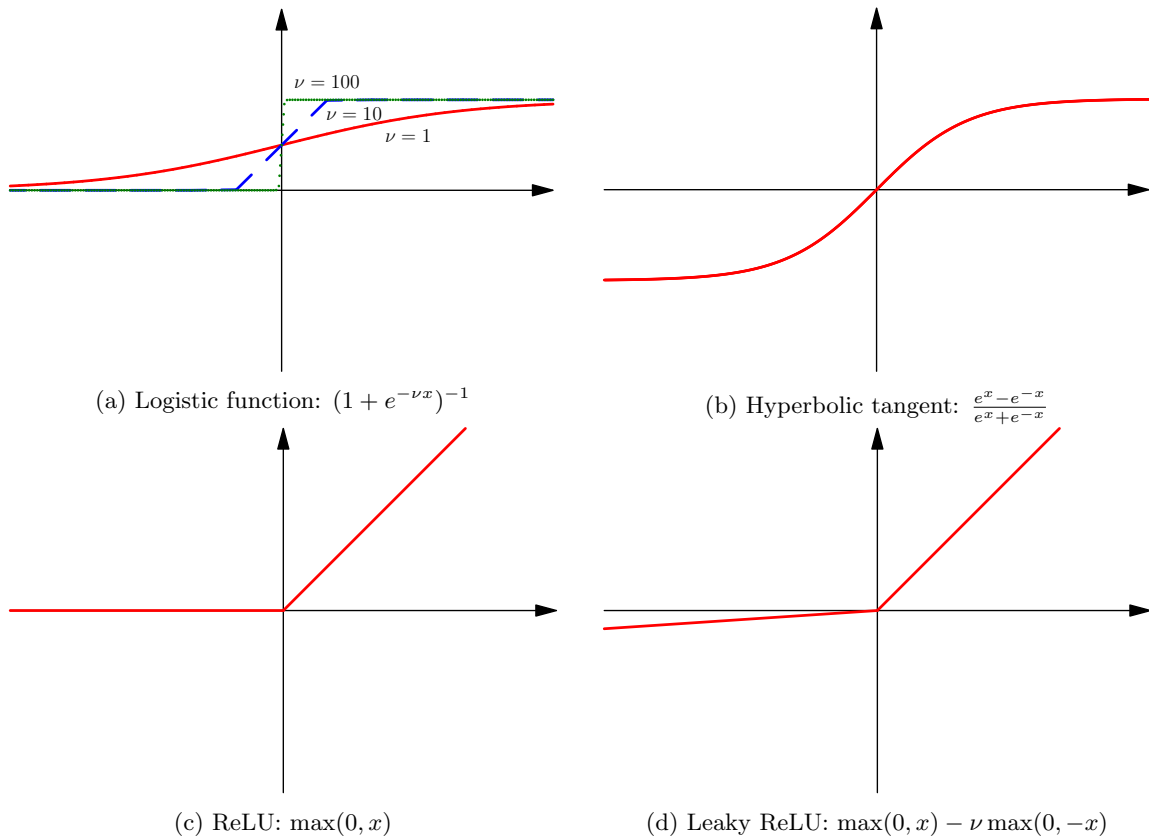 ν = 100
ν = 10
ν = 1
(a) Logistic function: (1 + e^{−νx})^{−1}
(b) Hyperbolic tangent: \frac{e^x−e^{−x}}{e^x+e^{−x}}
(c) ReLU: max(0, x)
(d) Leaky ReLU: max(0, x) − ν max(0, −x)